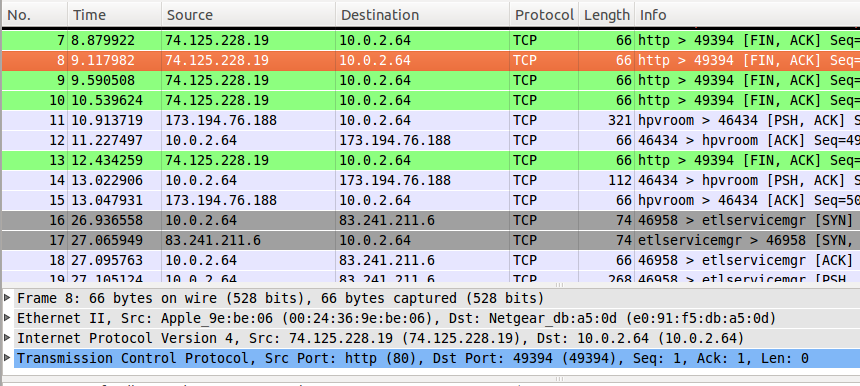 No. Time Source Destination Protocol Length Info
7 8.879922 74.125.228.19 10.0.2.64 TCP 66 http > 49394 [FIN, ACK] Seq=
8 9.117982 74.125.228.19 10.0.2.64 TCP 66 http > 49394 [FIN, ACK] Seq=
9 9.590508 74.125.228.19 10.0.2.64 TCP 66 http > 49394 [FIN, ACK] Seq=
10 10.539624 74.125.228.19 10.0.2.64 TCP 66 http > 49394 [FIN, ACK] Seq=
11 10.913719 173.194.76.188 10.0.2.64 TCP 321 hpvroom > 46434 [PSH, ACK] S
12 11.227497 10.0.2.64 173.194.76.188 TCP 66 46434 > hpvroom [ACK] Seq=49
13 12.434259 74.125.228.19 10.0.2.64 TCP 66 http > 49394 [FIN, ACK] Seq=
14 13.022906 10.0.2.64 173.194.76.188 TCP 112 46434 > hpvroom [PSH, ACK] S
15 13.047931 173.194.76.188 10.0.2.64 TCP 66 hpvroom > 46434 [ACK] Seq=50
16 26.936558 10.0.2.64 83.241.211.6 TCP 74 46958 > etlservicemgr [SYN]
17 27.065949 83.241.211.6 10.0.2.64 TCP 74 etlservicemgr > 46958 [SYN,
18 27.095763 10.0.2.64 83.241.211.6 TCP 66 46958 > etlservicemgr [ACK]
19 27.105124 10.0.2.64 83.241.211.6 TCP 268 46958 > etlservicemgr [PSH
Frame 8: 66 bytes on wire (528 bits), 66 bytes captured (528 bits)
Ethernet II, Src: Apple_9e:be:06 (00:24:36:9e:be:06), Dst: Netgear_db:a5:0d (e0:91:f5:db:a5:0d)
Internet Protocol Version 4, Src: 74.125.228.19 (74.125.228.19), Dst: 10.0.2.64 (10.0.2.64)
Transmission Control Protocol, Src Port: http (80), Dst Port: 49394 (49394), Seq: 1, Ack: 1, Len: 0